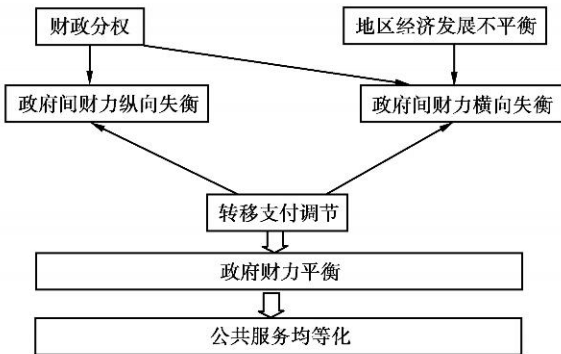 财政分权
地区经济发展不平衡
政府间财力纵向失衡
政府间财力横向失衡
转移支付调节
政府财力平衡
公共服务均等化